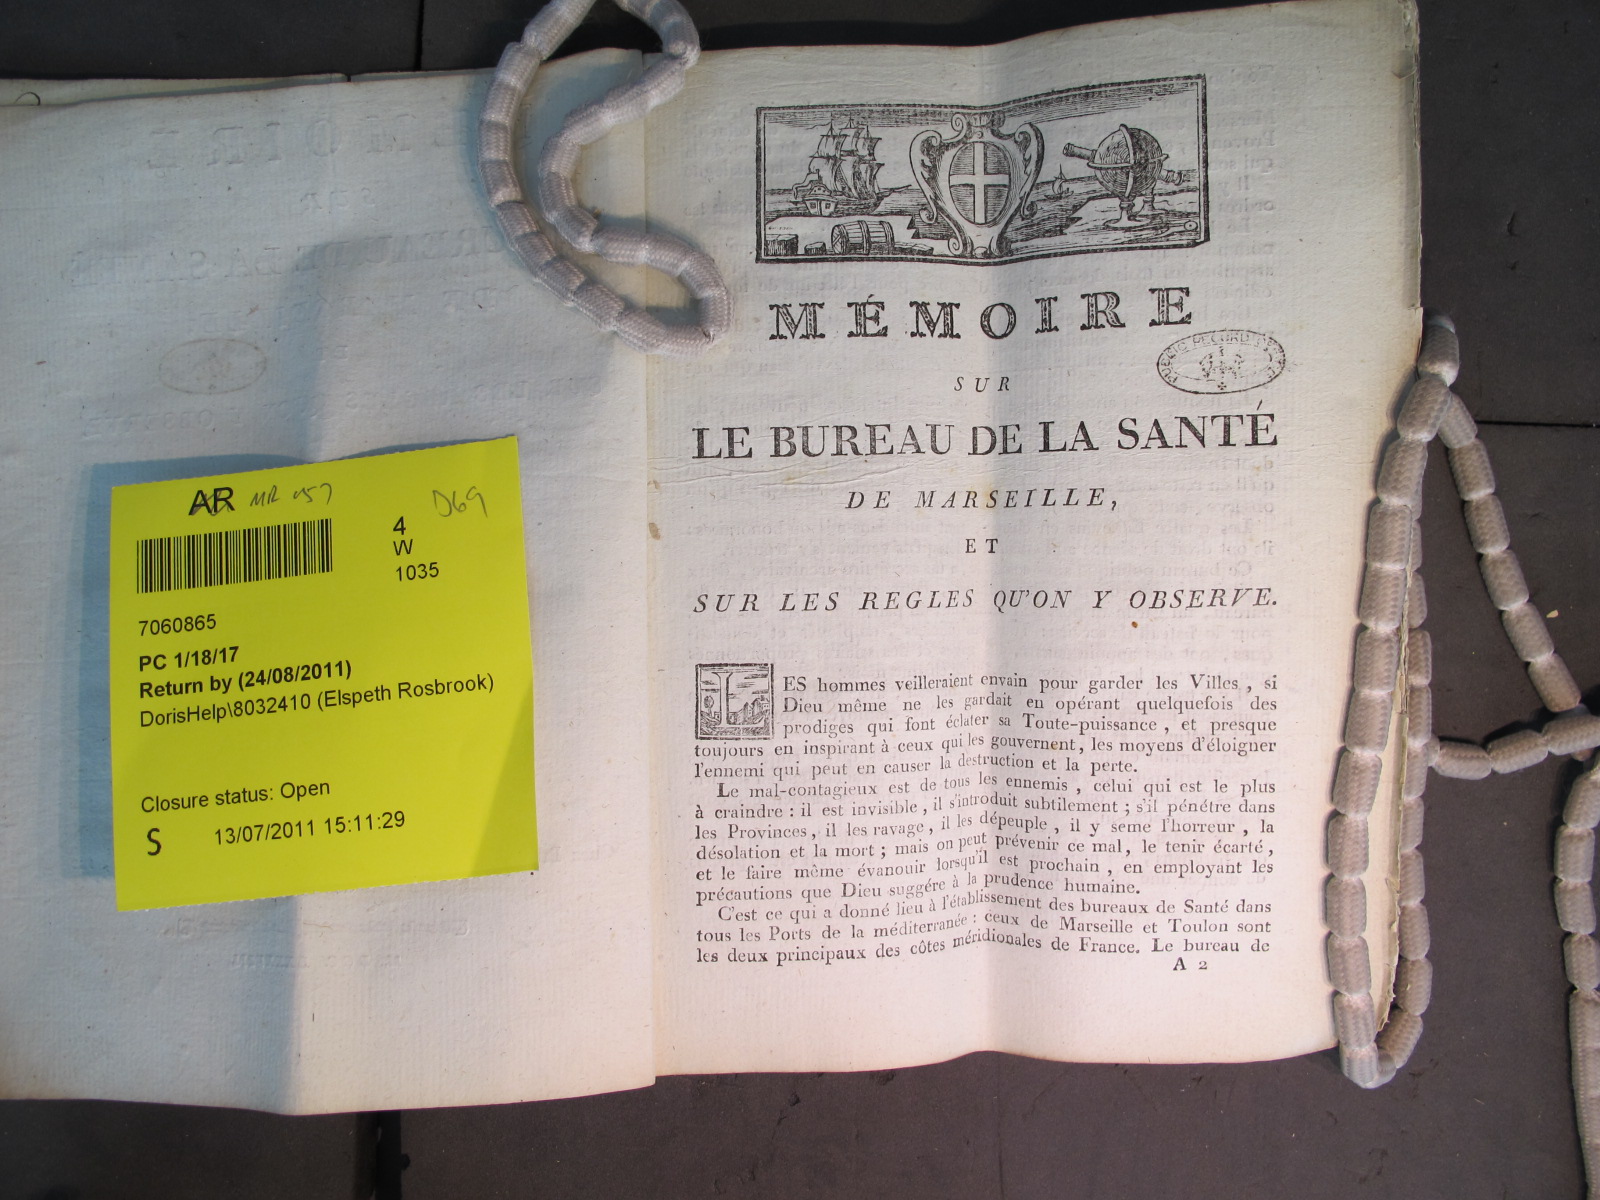 AR MR 457 D69
4
W
1035
7060865
PC 1/18/17
Return by (24/08/2011)
DorisHelp\8032410 (Elspeth Rosbrook)
Closure status: Open
S 13/07/2011 15:11:29
MÉMOIRE
PUBLIC RECORD OFFICE
SUR
LE BUREAU DE LA SANTÉ
DE MARSEILLE,
ET
SUR LES REGLES QU'ON Y OBSERVE.
LES hommes veilleraient envain pour garder les Villes, si
Dieu même ne les gardait en opérant quelquefois des
prodiges qui font éclater sa Toute-puissance, et presque
toujours en inspirant à ceux qui les gouvernent, les moyens d'éloigner
l'ennemi qui peut en causer la destruction et la perte.
Le mal-contagieux est de tous les ennemis, celui qui est le plus
à craindre : il est invisible, il s'introduit subtilement ; s'il pénétre dans
les Provinces, il les ravage, il les dépeuple, il y seme l'horreur, la
désolation et la mort ; mais on peut prévenir ce mal, le tenir écarté,
et le faire même évanouir lorsqu'il est prochain, en employant les
précautions que Dieu suggére à la prudence humaine.
C'est ce qui a donné lieu à l'établissement des bureaux de Santé dans
tous les Ports de la méditerranée : ceux de Marseille et Toulon sont
les deux principaux des côtes méridionales de France. Le bureau de
A 2